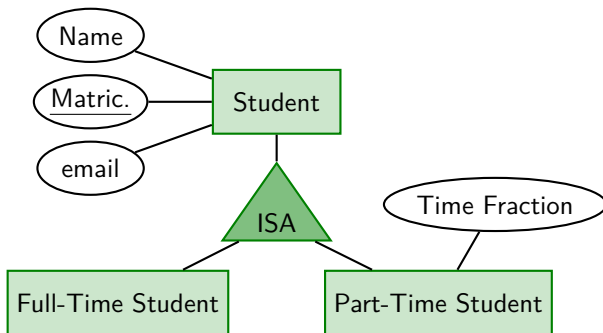 Name
Matric.
Student
email
ISA
Time Fraction
Full-Time Student
Part-Time Student